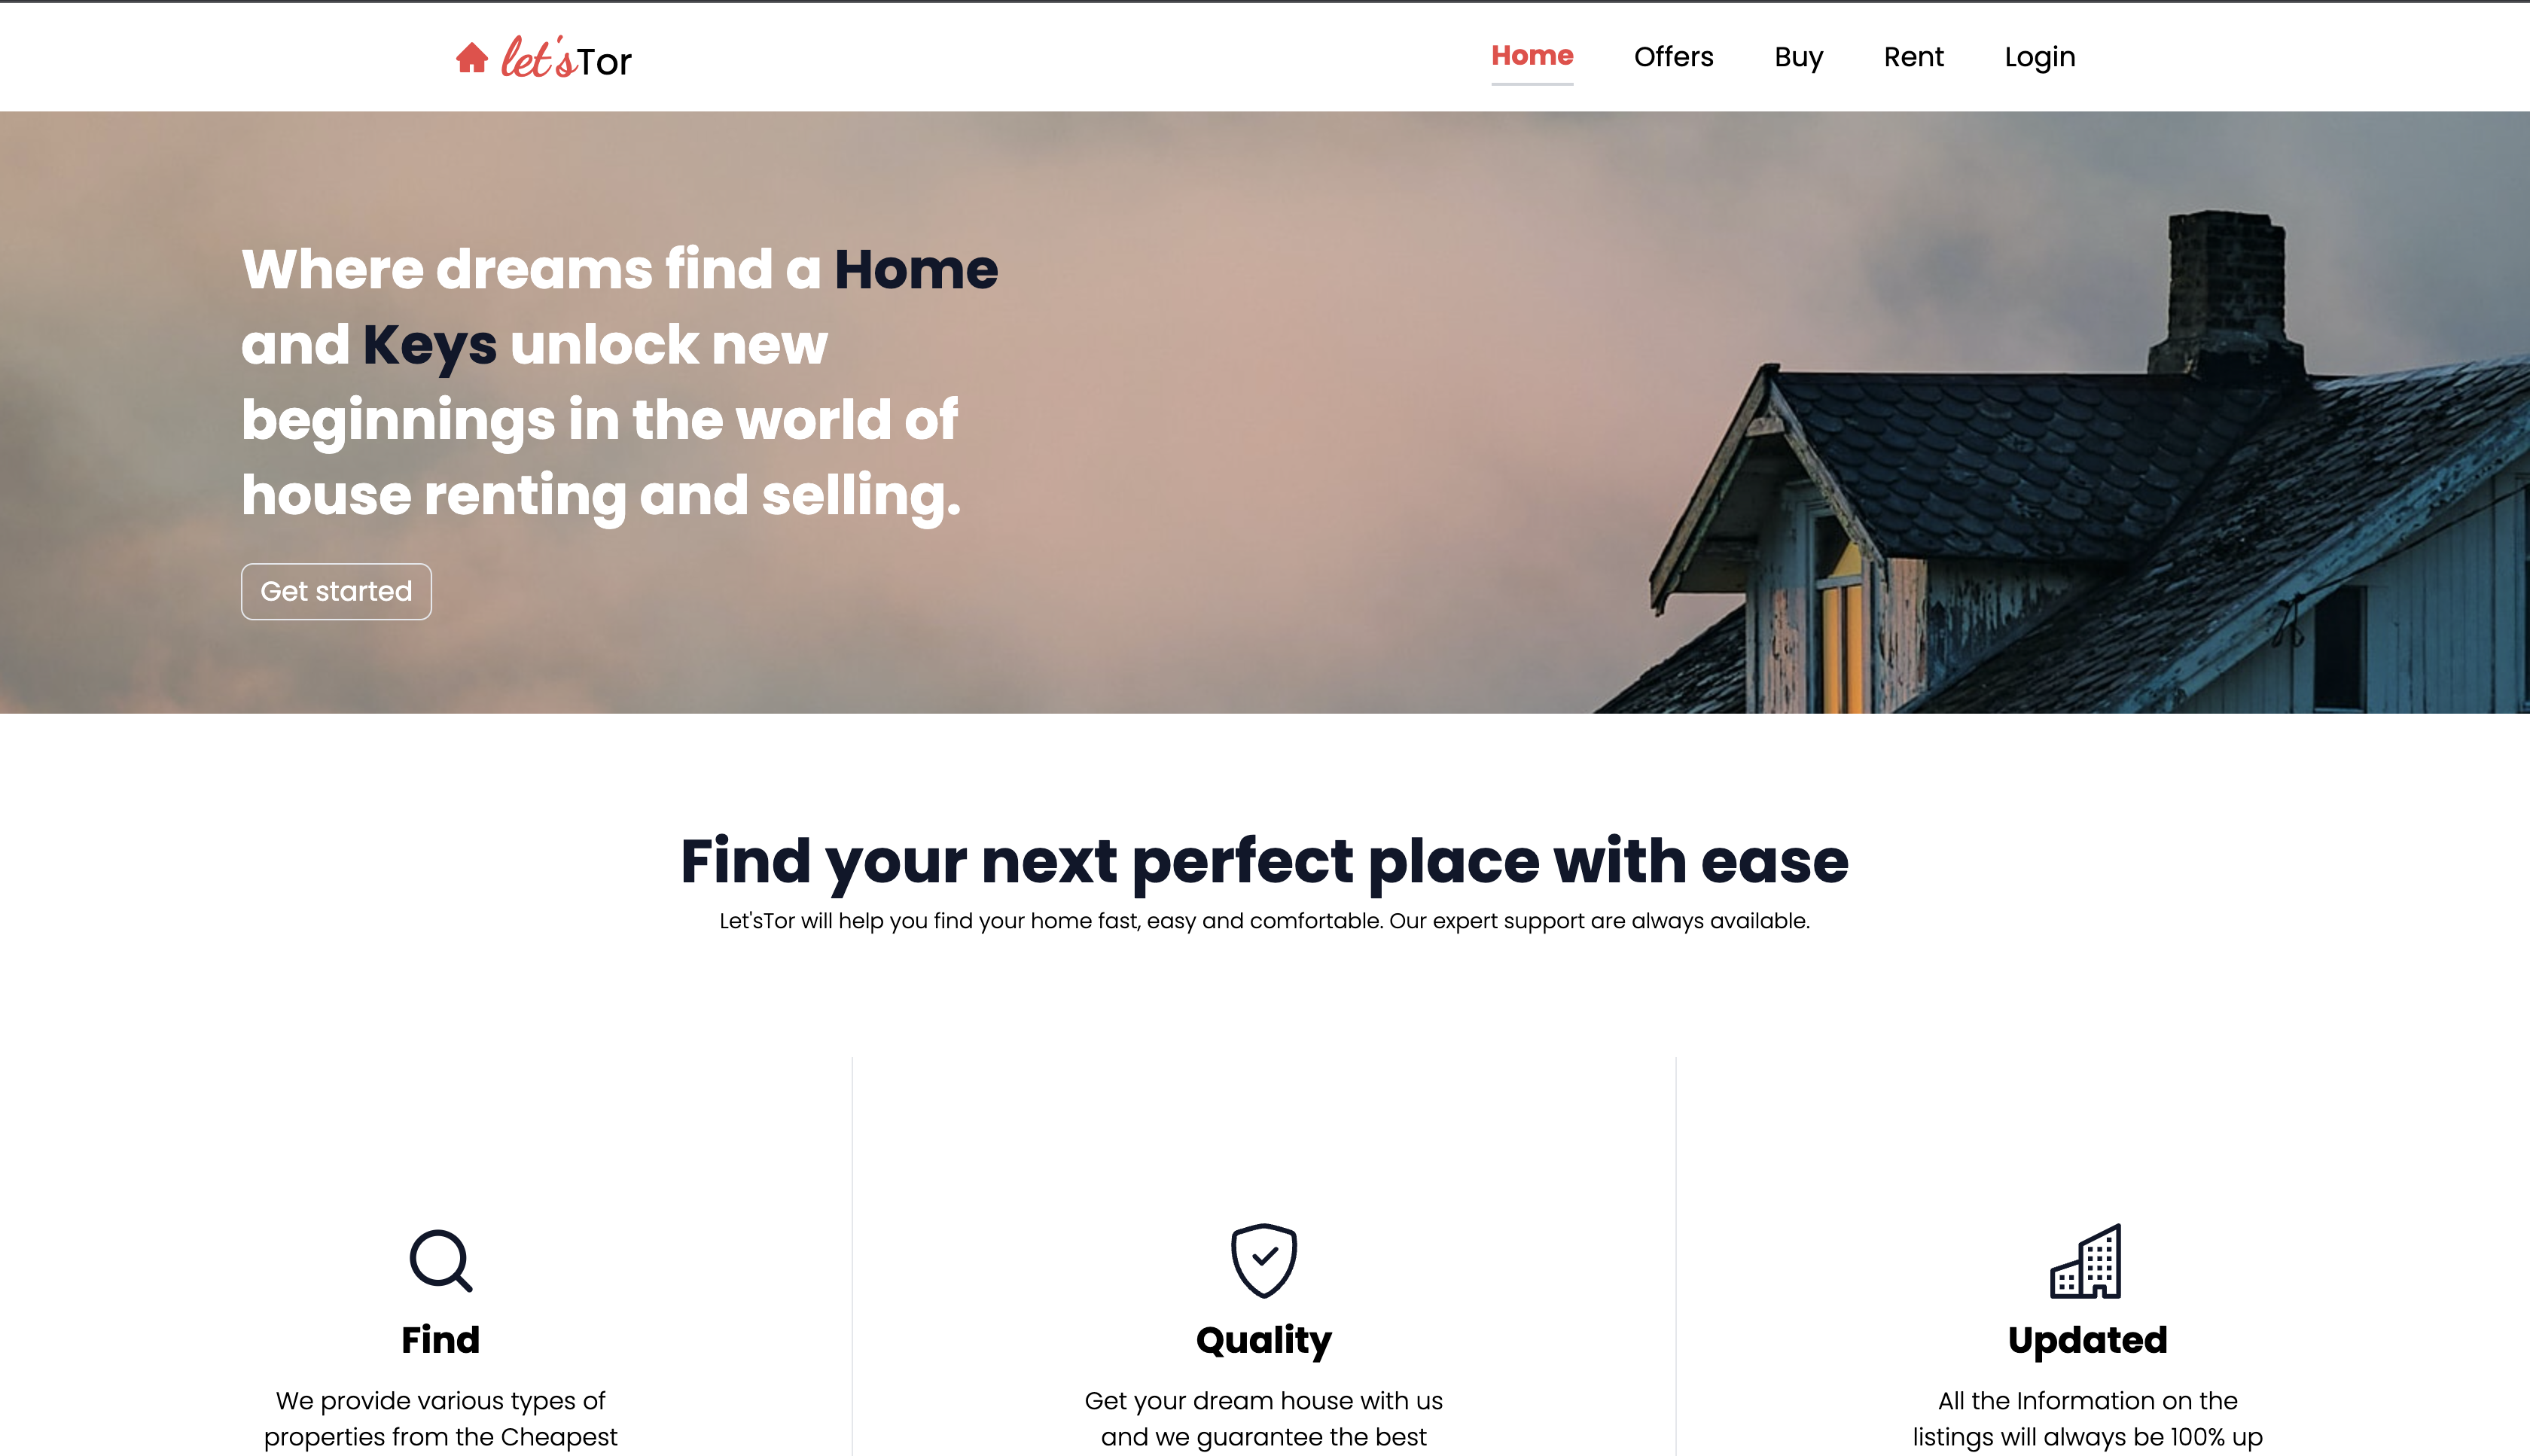 let'sTor
Home
Offers
Buy
Rent
Login
Where dreams find a Home
and Keys unlock new
beginnings in the world of
house renting and selling.
Get started
Find your next perfect place with ease
Let'sTor will help you find your home fast, easy and comfortable. Our expert support are always available.
Find
We provide various types of
properties from the Cheapest
Quality
Get your dream house with us
and we guarantee the best
Updated
All the Information on the
listings will always be 100% up